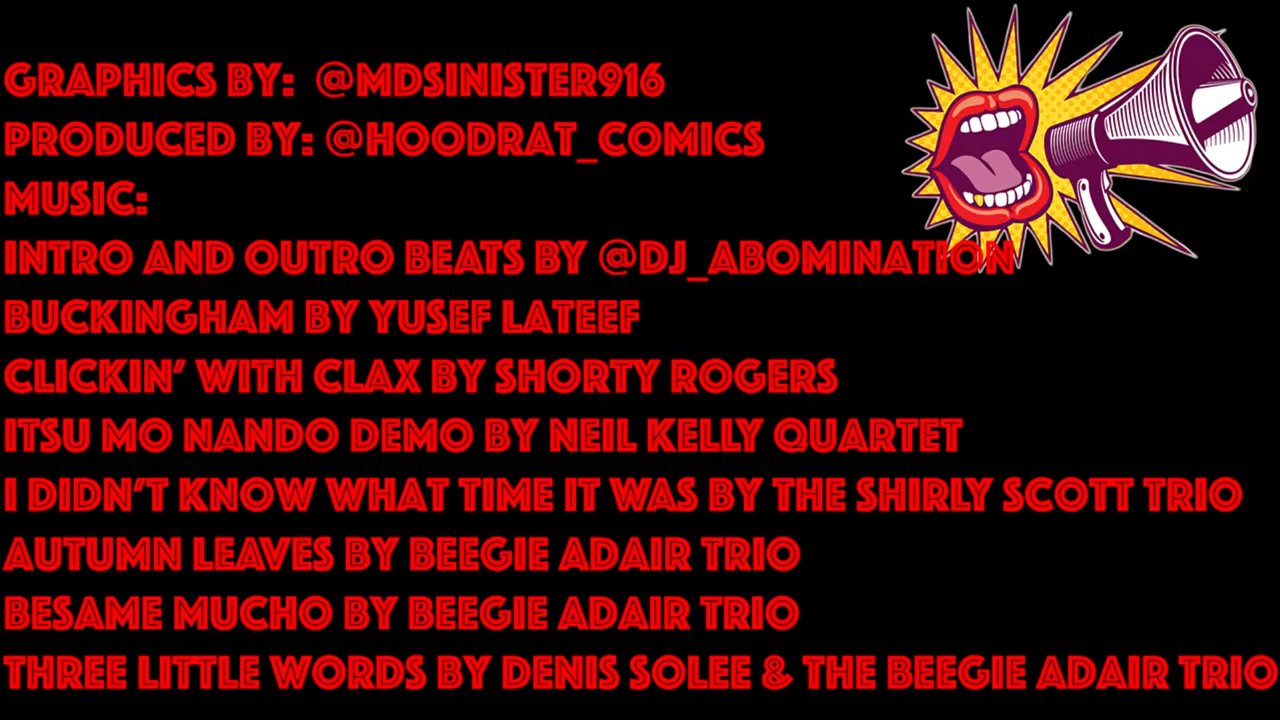 GRAPHICS BY: @MDSINISTER916
PRODUCED BY: @HOODRAT_COMICS
MUSIC:
INTRO AND OUTRO BEATS BY @DJ_ABOMINATION
BUCKINGHAM BY YUSEF LATEEF
CLICKIN' WITH CLAX BY SHORTY ROGERS
ITSU MO NANDO DEMO BY NEIL KELLY QUARTET
I DIDN'T KNOW WHAT TIME IT WAS BY THE SHIRLY SCOTT TRIO
AUTUMN LEAVES BY BEEGIE ADAIR TRIO
BESAME MUCHO BY BEEGIE ADAIR TRIO
THREE LITTLE WORDS BY DENIS SOLEE & THE BEEGIE ADAIR TRIO